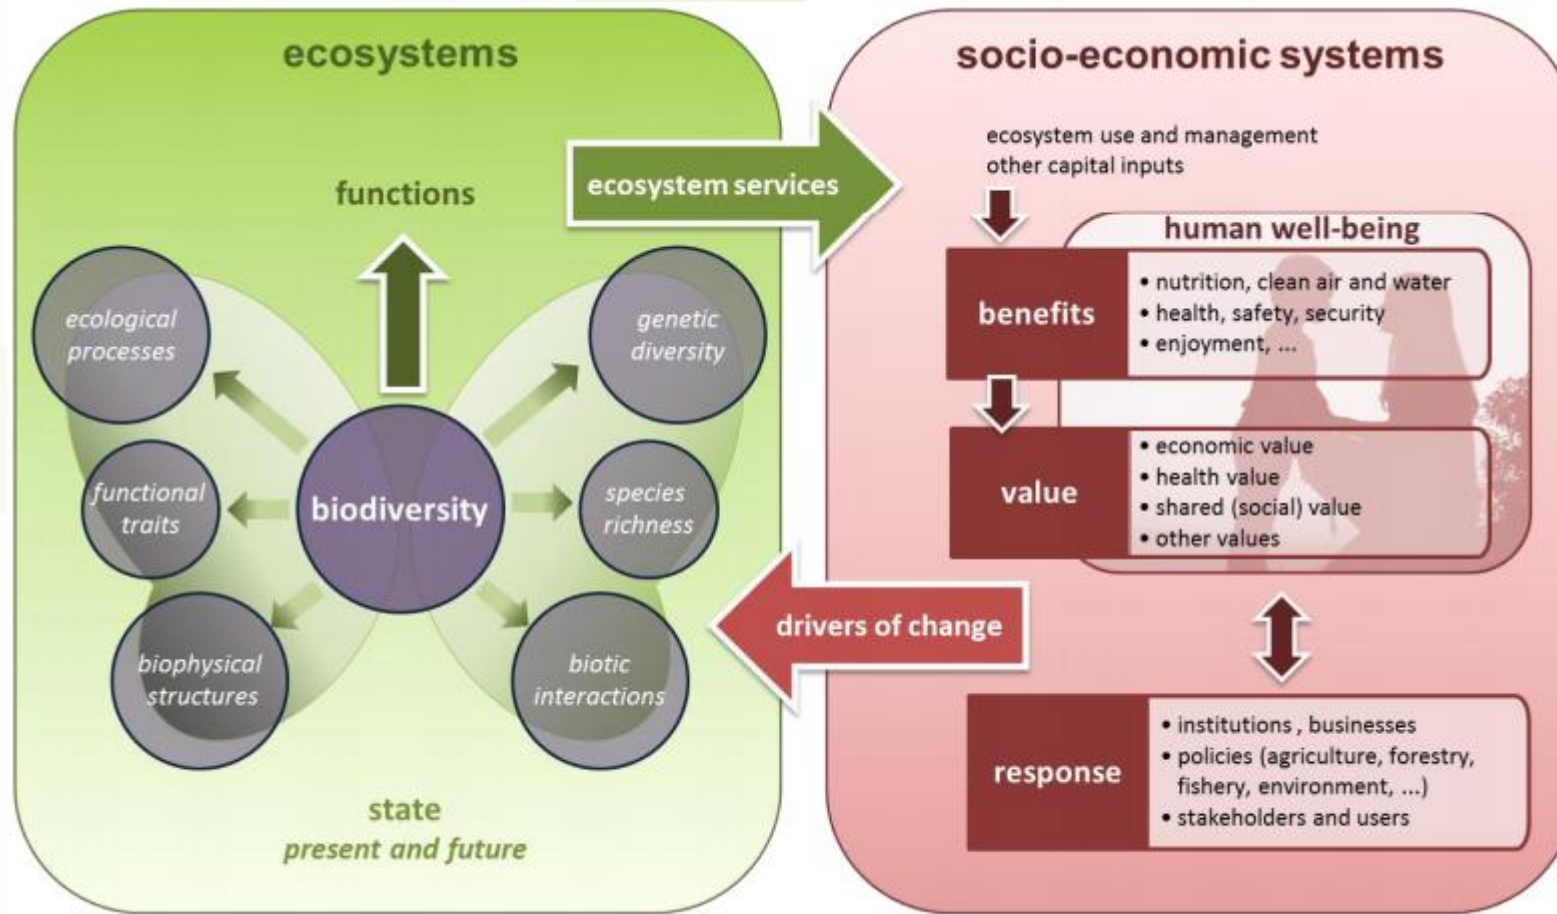 ecosystems
functions
ecosystem services
ecological
processes
genetic
diversity
functional
traits
biodiversity
species
richness
biophysical
structures
biotic
interactions
state
present and future
socio-economic systems
ecosystem use and management
other capital inputs
human well-being
benefits
• nutrition, clean air and water
• health, safety, security
• enjoyment, ...
value
• economic value
• health value
• shared (social) value
• other values
drivers of change
response
• institutions , businesses
• policies (agriculture, forestry,
fishery, environment, ...)
• stakeholders and users